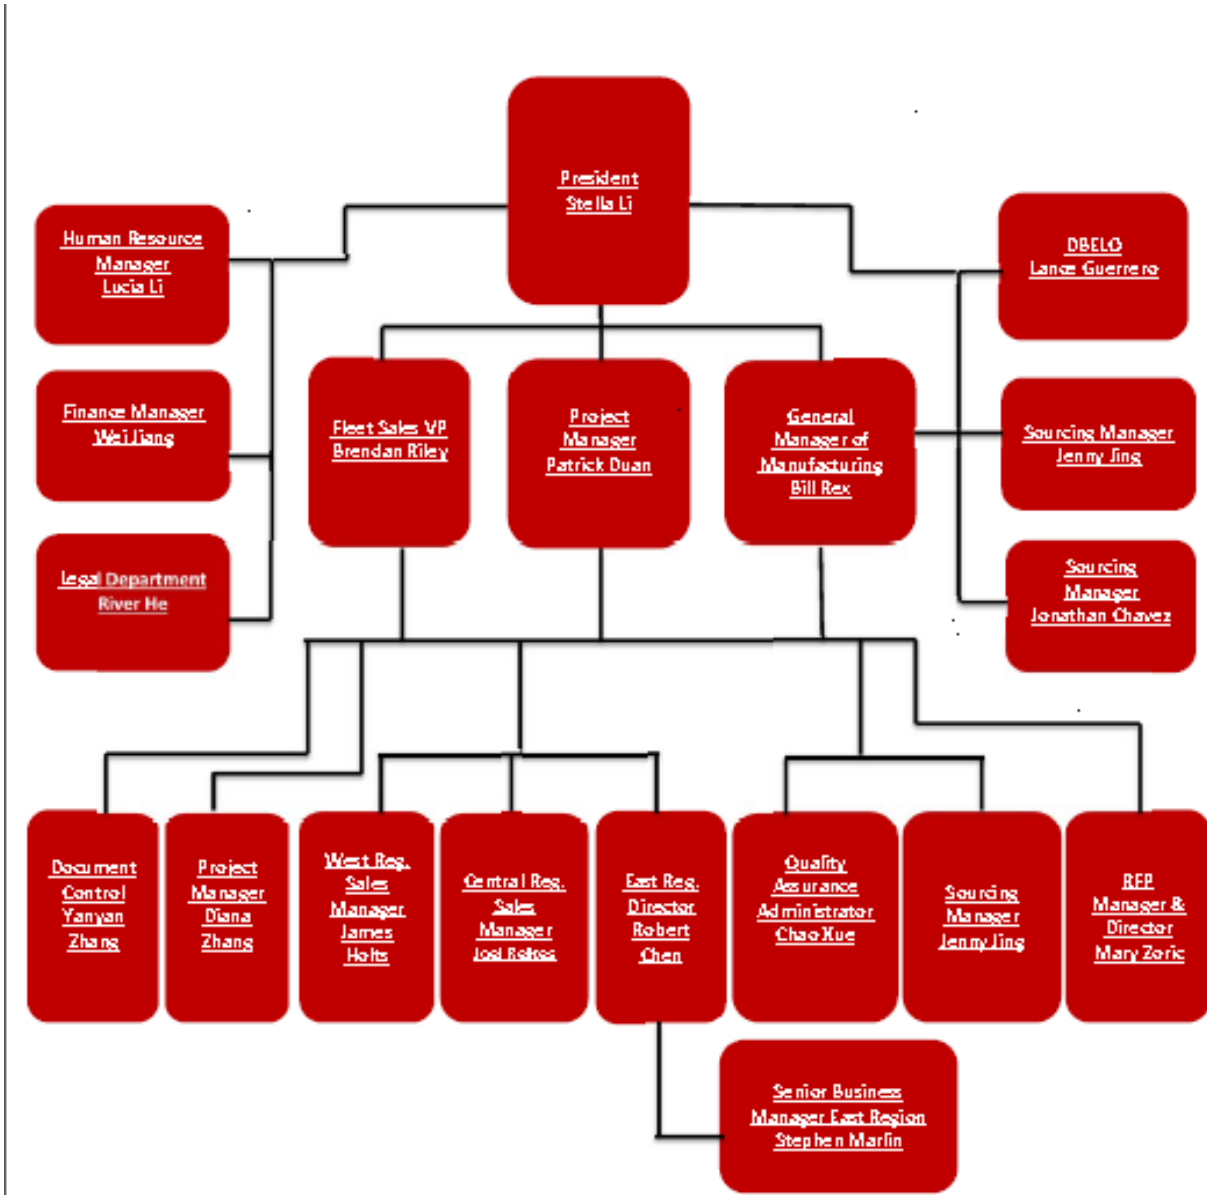 President
Stella Li
Human Resource
Manager
Lucia Li
DBELO
Lance Guerrero
Finance Manager
Wei Jiang
Fleet Sales VP
Brendan Riley
Project
Manager
Patrick Duan
General
Manager of
Manufacturing
Bill Rex
Sourcing Manager
Jenny Jing
Legal Department
River He
Sourcing
Manager
Jonathan Chavez
Document
Control
Yanyan
Zhang
Project
Manager
Diana
Zhang
West Reg.
Sales
Manager
James
Holts
Central Reg.
Sales
Manager
Joel
East Reg.
Director
Robert
Chen
Quality
Assurance
Administrator
Chao Xue
Sourcing
Manager
Jenny Jing
RFP
Manager &
Director
Mary Zoric
Senior Business
Manager East Region
Stephen Marlin